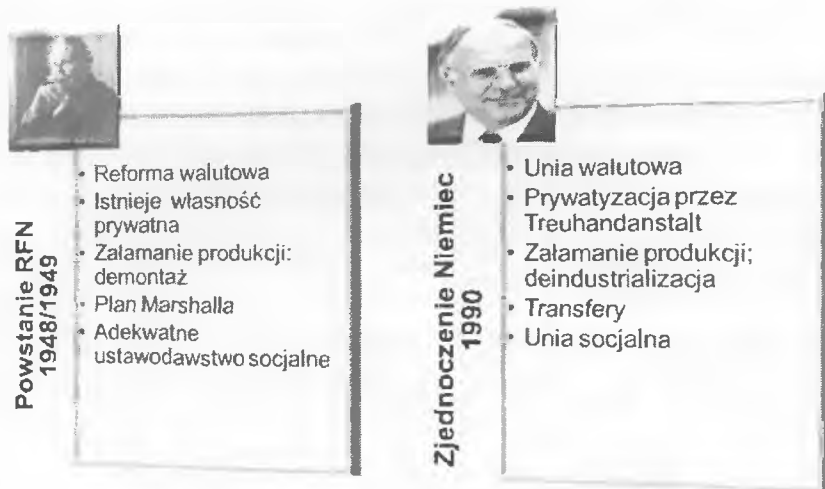 Powstanie RFN
1948/1949
• Reforma walutowa
• Istnieje własność
prywatna
• Załamanie produkcji:
demontaż
• Plan Marshalla
• Adekwatne
ustawodawstwo socjalne
Zjednoczenie Niemiec
1990
• Unia walutowa
• Prywatyzacja przez
Treuhandanstalt
• Załamanie produkcji;
deindustrializacja
• Transfery
• Unia socjalna